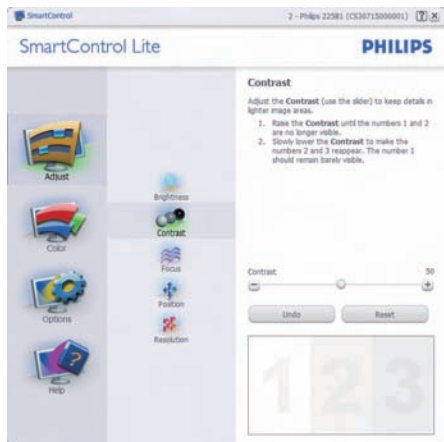 SmartControl
2 - Philips 225B1 (CS30715000001)
SmartControl Lite
PHILIPS
Adjust
Color
Options
Help
Brightness
Contrast
Focus
Position
Resolution
Contrast
Adjust the Contrast (use the slider) to keep details in
lighter image areas.
1. Raise the Contrast until the numbers 1 and 2
are no longer visible.
2. Slowly lower the Contrast to make the
numbers 2 and 3 reappear. The number 1
should remain barely visible.
Contrast 50
Undo Reset
1 2 3